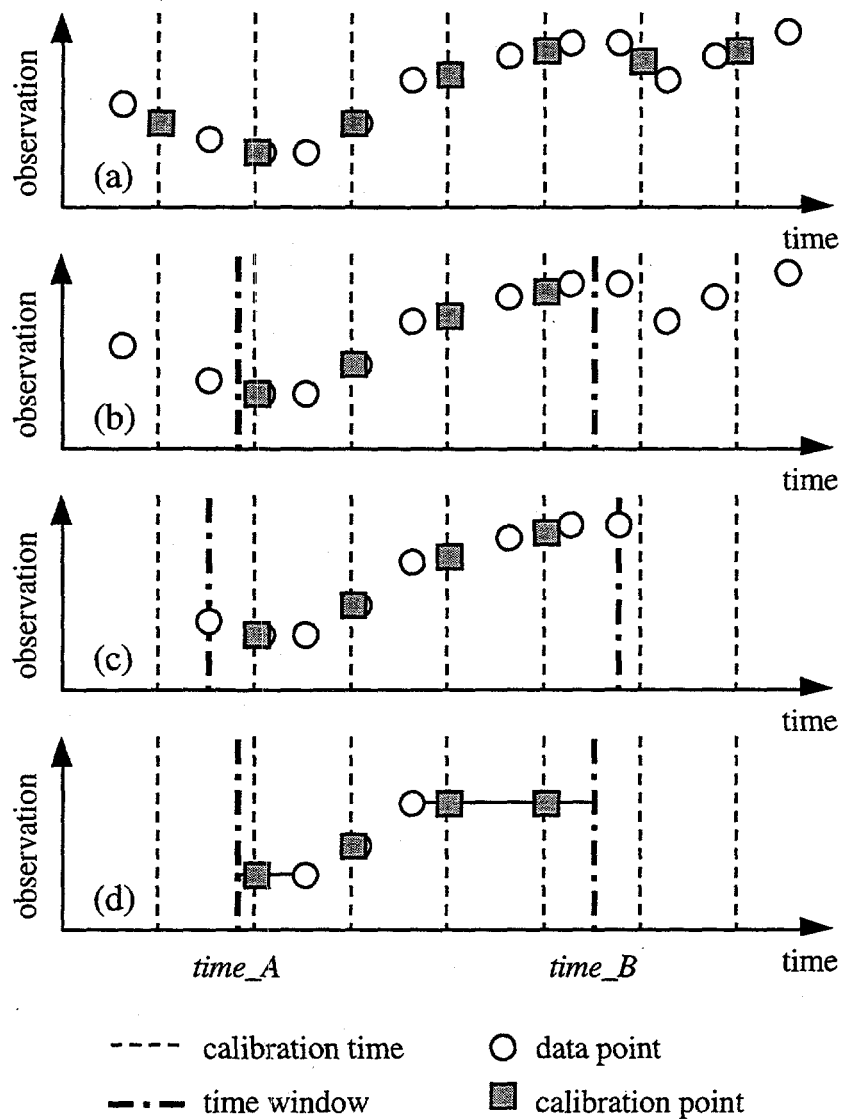 observation
(a)
time
observation
(b)
time
observation
(c)
time
observation
(d)
time_A
time_B
time
calibration time
data point
time window
calibration point